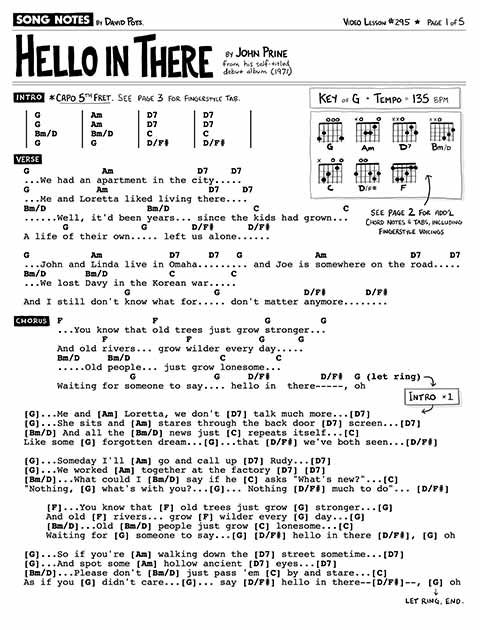 SONG NOTES BY DAVID POTS. VIDEO LESSON #295 ★ PAGE 1 OF 5
HELLO IN THERE BY JOHN PRINE
from his self-titled
debut album (1971)
INTRO *CAPO 5TH FRET. SEE PAGE 3 FOR FINGERSTYLE TAB.
KEY OF G - TEMPO = 135 BPM
| G | Am | D7 | D7 |
| G | Am | D7 | D7 |
| Bm/D | Bm/D | C | C |
| G | G | D/F# | D/F# |
G Am D7 Bm/D
C D/F# F
SEE PAGE 2 FOR ADD'L
CHORD NOTES & TABS, INCLUDING
FINGERSTYLE VOICINGS
VERSE
G Am D7 D7
...We had an apartment in the city.....
G Am D7 D7
...Me and Loretta liked living there....
Bm/D Bm/D C C
......Well, it'd been years... since the kids had grown...
G G D/F# D/F#
A life of their own..... left us alone......
G Am D7 D7 G Am D7 D7
...John and Linda live in Omaha......... and Joe is somewhere on the road.....
Bm/D Bm/D C C
...We lost Davy in the Korean war.....
G G D/F# D/F#
And I still don't know what for..... don't matter anymore........
CHORUS F F G G
...You know that old trees just grow stronger...
F F G G
And old rivers... grow wilder every day.....
Bm/D Bm/D C C
.....Old people... just grow lonesome...
G G D/F# D/F# G (let ring)
Waiting for someone to say.... hello in there-----, oh
INTRO x1
[G]...Me and [Am] Loretta, we don't [D7] talk much more...[D7]
[G]...She sits and [Am] stares through the back door [D7] screen...[D7]
[Bm/D] And all the [Bm/D] news just [C] repeats itself...[C]
Like some [G] forgotten dream...[G]...that [D/F#] we've both seen...[D/F#]
[G]...Someday I'll [Am] go and call up [D7] Rudy...[D7]
[G]...We worked [Am] together at the factory [D7] [D7]
[Bm/D]...What could I [Bm/D] say if he [C] asks "What's new?"...[C]
"Nothing, [G] what's with you?...[G]... Nothing [D/F#] much to do"... [D/F#]
[F]...You know that [F] old trees just grow [G] stronger...[G]
And old [F] rivers... grow [F] wilder every [G] day...[G]
[Bm/D]...Old [Bm/D] people just grow [C] lonesome...[C]
Waiting for [G] someone to say...[G] [D/F#] hello in there [D/F#], [G] oh
[G]...So if you're [Am] walking down the [D7] street sometime...[D7]
[G]...And spot some [Am] hollow ancient [D7] eyes...[D7]
[Bm/D]...Please don't [Bm/D] just pass 'em [C] by and stare...[C]
As if you [G] didn't care...[G]... say [D/F#] hello in there--[D/F#]--, [G] oh
LET RING. END.